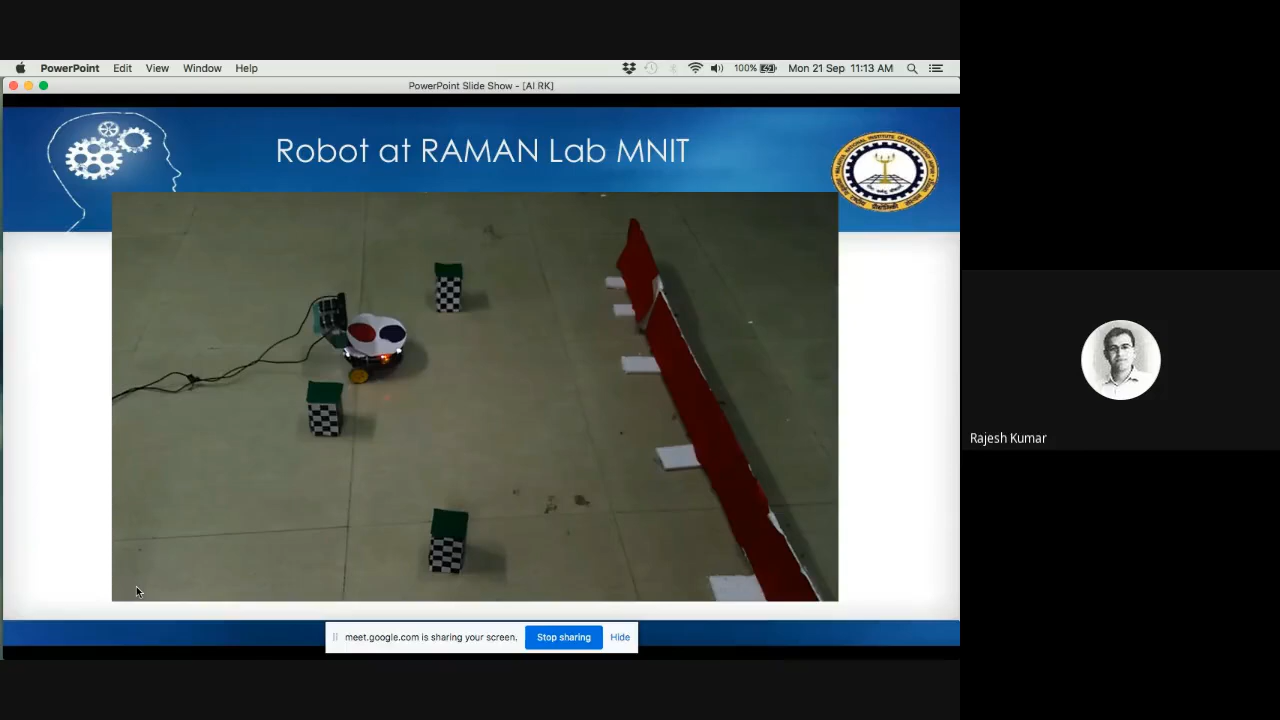 PowerPoint Edit View Window Help 100% Mon 21 Sep 11:13 AM
PowerPoint Slide Show - [AI RK]
Robot at RAMAN Lab MNIT
Rajesh Kumar
meet.google.com is sharing your screen. Stop sharing Hide